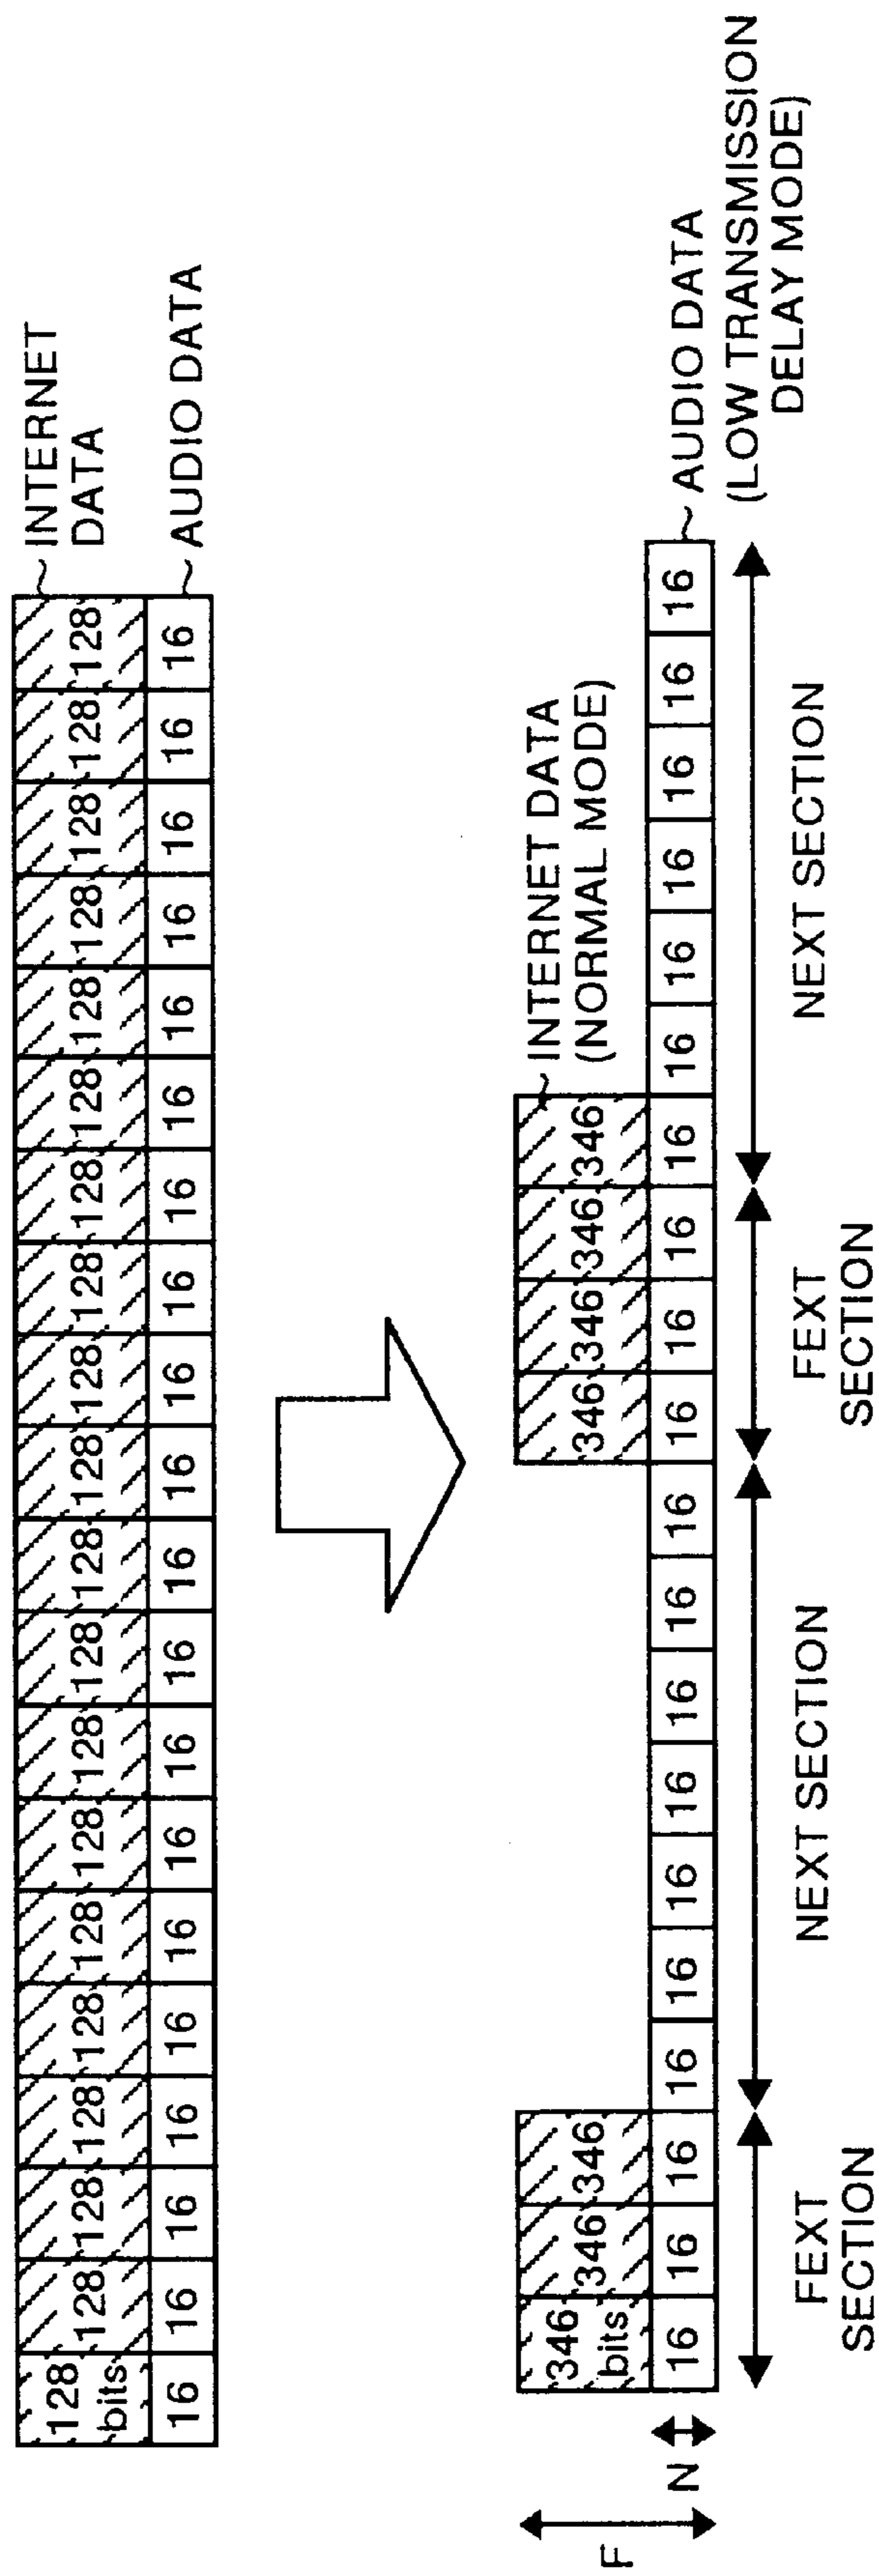 INTERNET
DATA
128 bits 128 128 128 128 128 128 128 128 128 128 128 128 128 128 128 128 128 128 128
16 16 16 16 16 16 16 16 16 16 16 16 16 16 16 16 16 16 16 16
AUDIO DATA
346 bits 346 346
346 346 346 346
INTERNET DATA
(NORMAL MODE)
16 16 16 16 16 16 16 16 16 16 16 16 16 16 16 16 16 16 16 16
AUDIO DATA
(LOW TRANSMISSION
DELAY MODE)
F
N
FEXT
SECTION
NEXT SECTION
FEXT
SECTION
NEXT SECTION